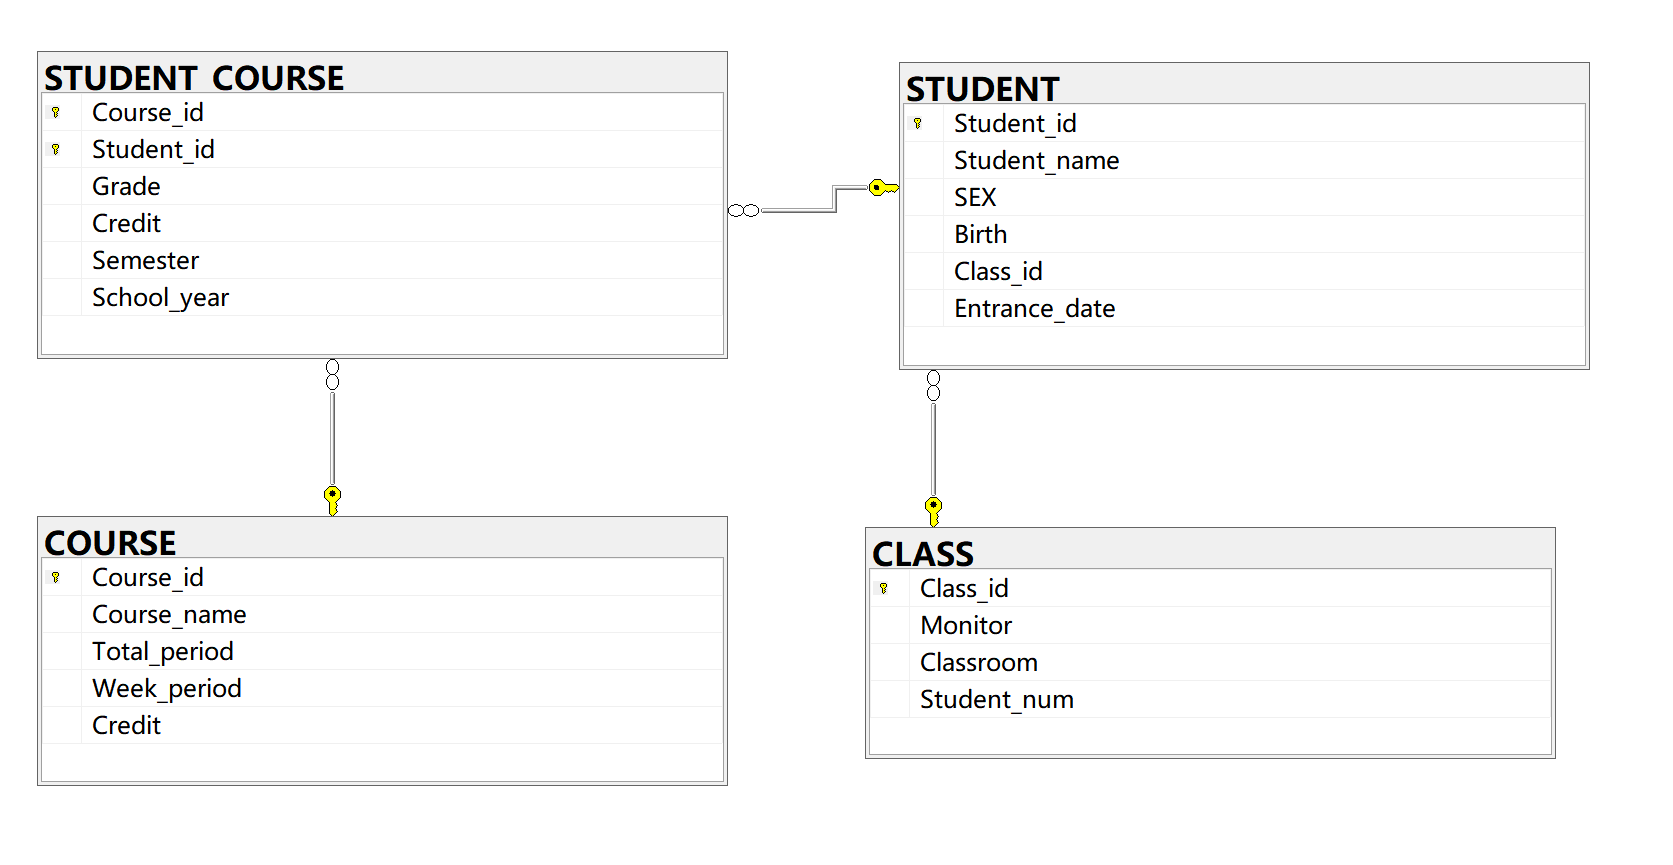 STUDENT_COURSE
Course_id
Student_id
Grade
Credit
Semester
School_year
STUDENT
Student_id
Student_name
SEX
Birth
Class_id
Entrance_date
COURSE
Course_id
Course_name
Total_period
Week_period
Credit
CLASS
Class_id
Monitor
Classroom
Student_num